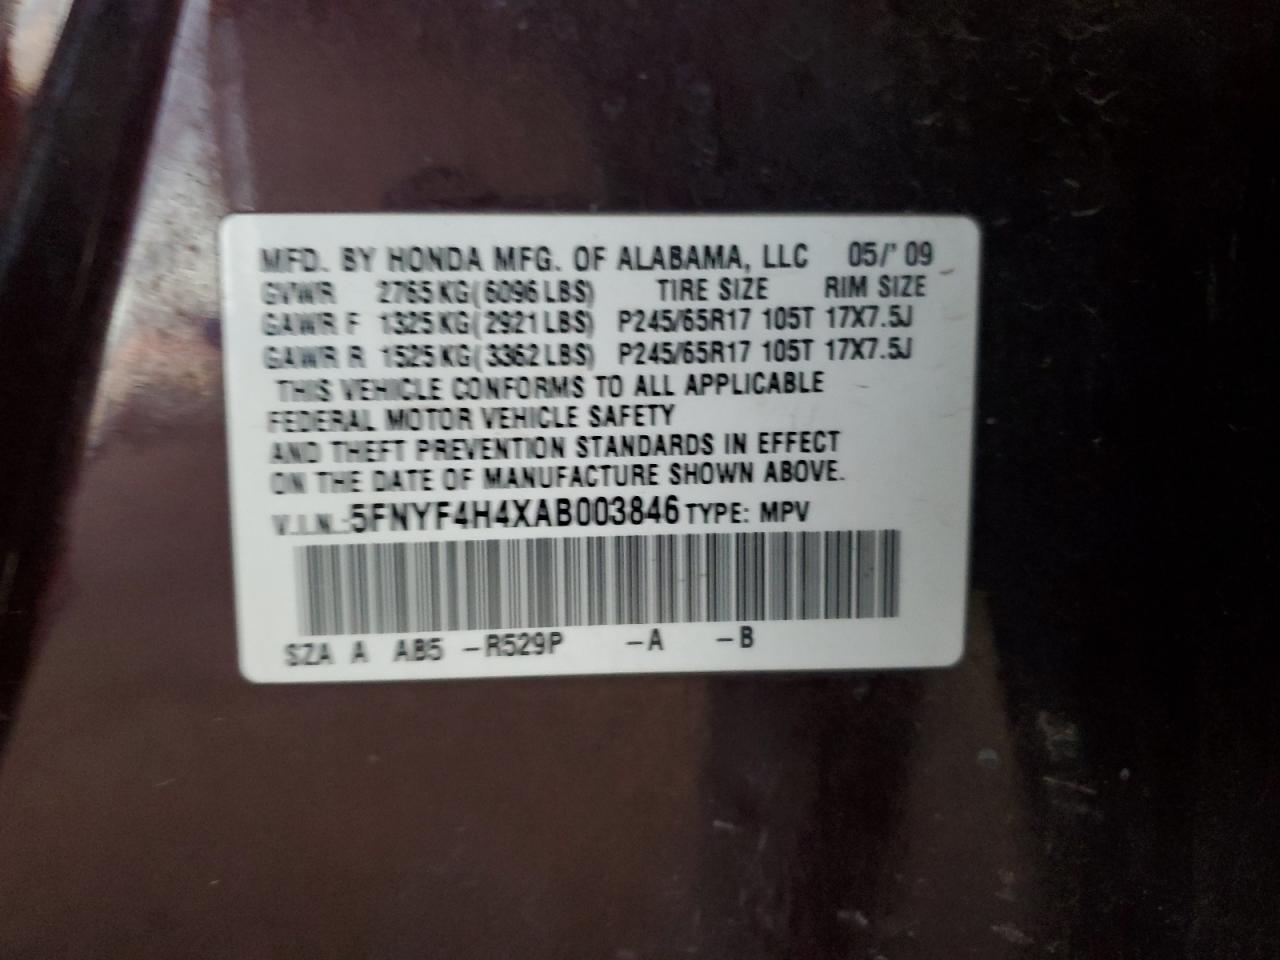 MFD. BY HONDA MFG. OF ALABAMA, LLC 05/' 09
GVWR 2765 KG( 6096 LBS) TIRE SIZE RIM SIZE
GAWR F 1325 KG( 2921 LBS) P245/65R17 105T 17X7.5J
GAWR R 1525 KG( 3362 LBS) P245/65R17 105T 17X7.5J
THIS VEHICLE CONFORMS TO ALL APPLICABLE
FEDERAL MOTOR VEHICLE SAFETY
AND THEFT PREVENTION STANDARDS IN EFFECT
ON THE DATE OF MANUFACTURE SHOWN ABOVE.
V.I.N.:5FNYF4H4XAB003846 TYPE: MPV
SZA A AB5 -R529P -A -B